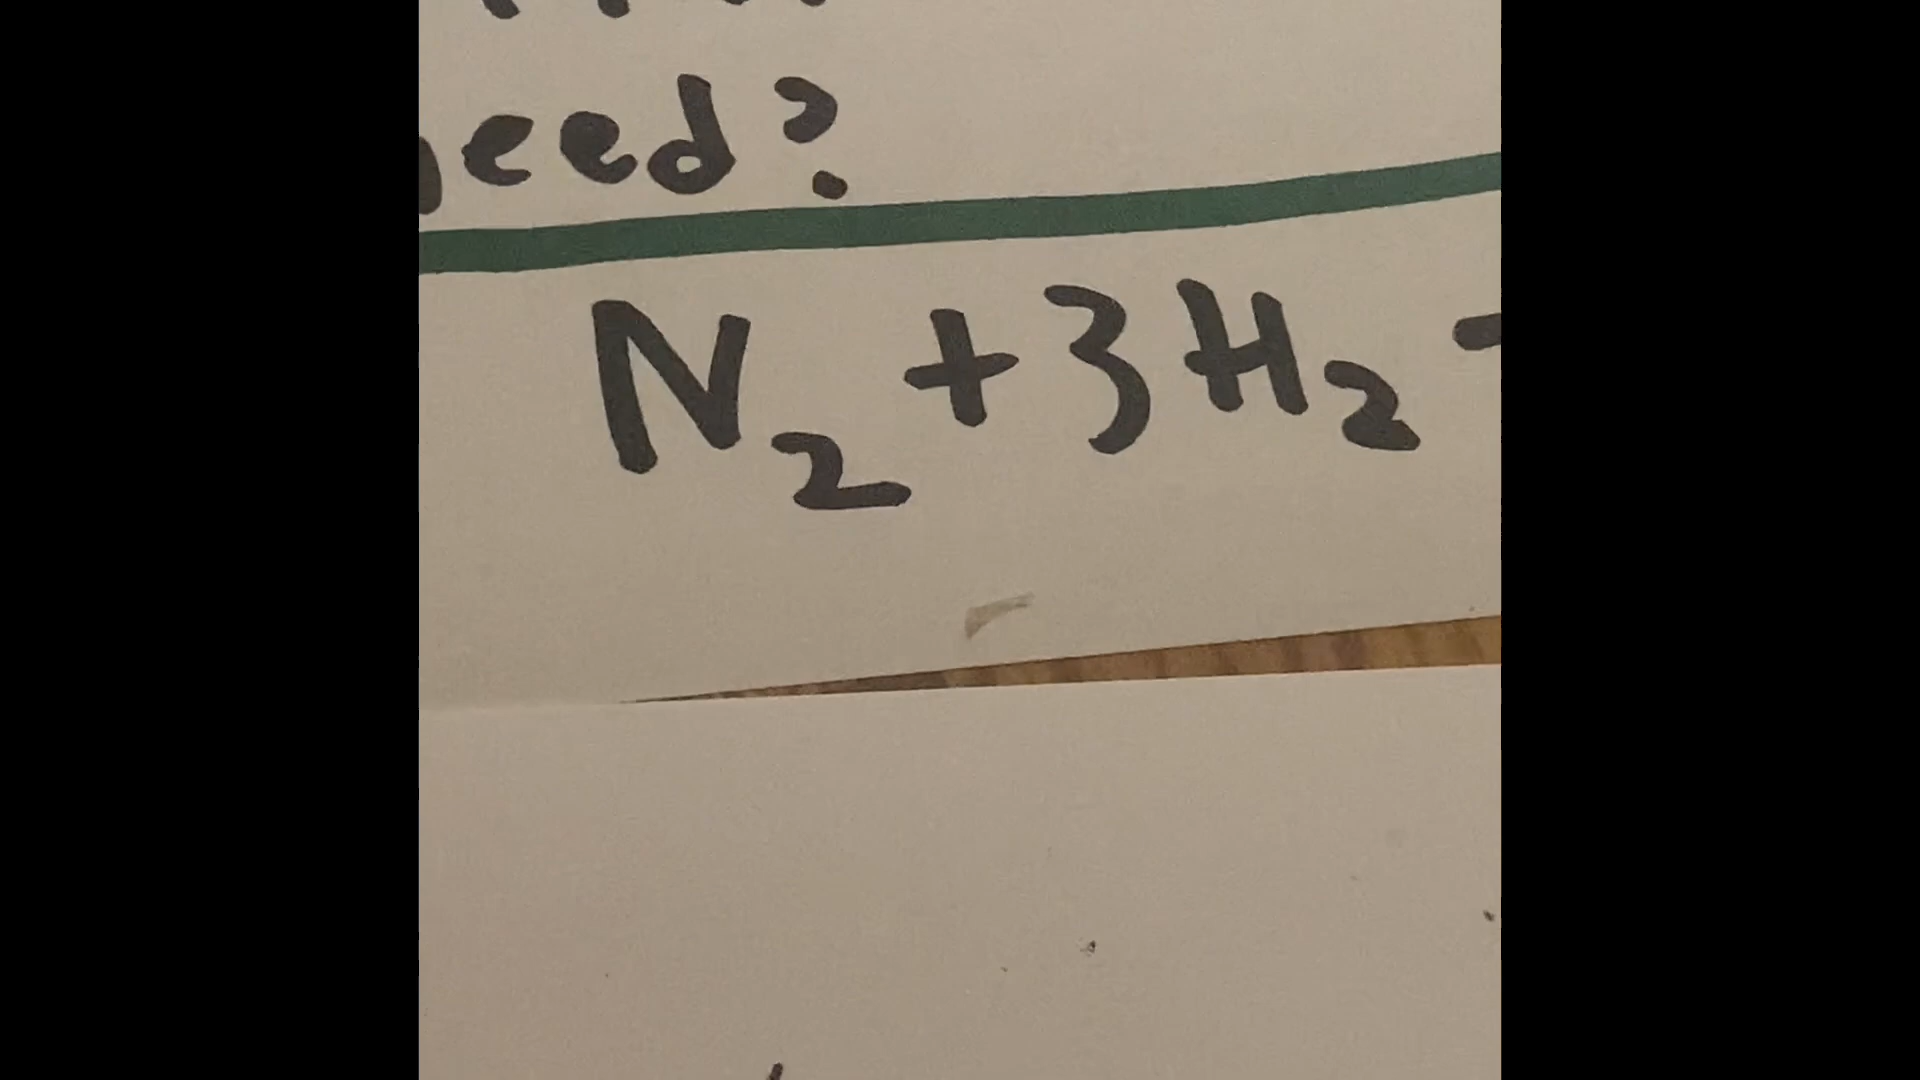 eed?
N₂ + 3H₂ -